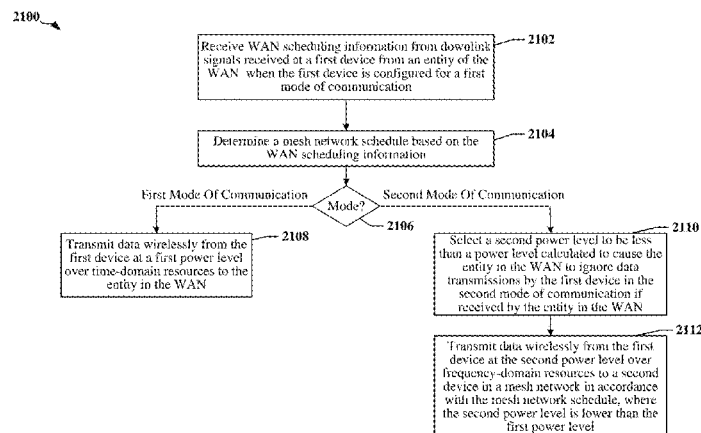 2100
2102
Receive WAN scheduling information from downlink
signals received at a first device from an entity of the
WAN when the first device is configured for a first
mode of communication
2104
Determine a mesh network schedule based on the
WAN scheduling information
First Mode Of Communication
Mode?
Second Mode Of Communication
2106
2108
Transmit data wirelessly from the
first device at a first power level
over time-domain resources to the
entity in the WAN
2110
Select a second power level to be less
than a power level calculated to cause the
entity in the WAN to ignore data
transmissions by the first device in the
second mode of communication if
received by the entity in the WAN
2112
Transmit data wirelessly from the first
device at the second power level over
frequency-domain resources to a second
device in a mesh network in accordance
with the mesh network schedule, where
the second power level is lower than the
first power level